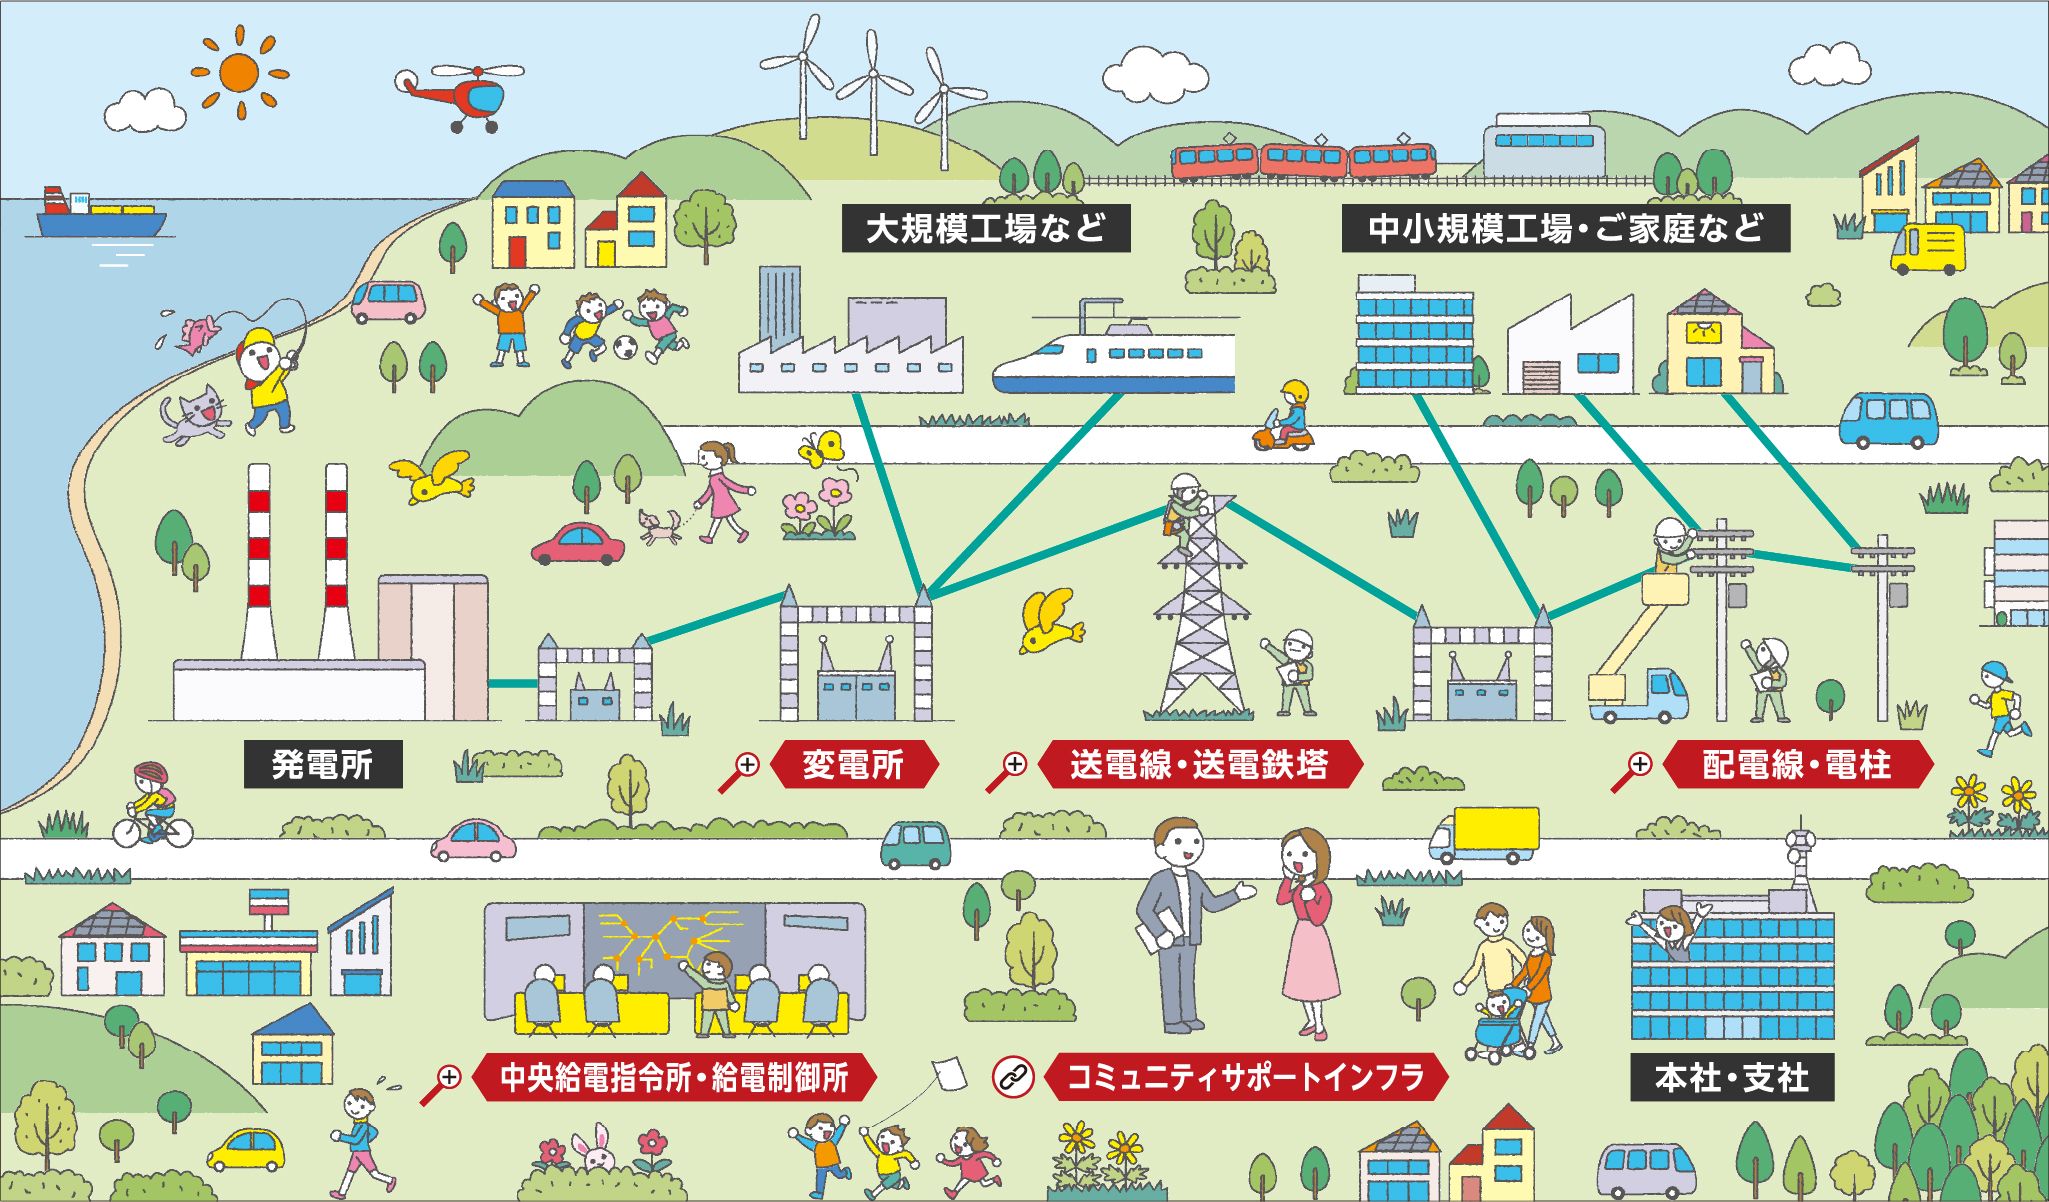 大規模工場など
中小規模工場・ご家庭など
発電所
変電所
送電線・送電鉄塔
配電線・電柱
中央給電指令所・給電制御所
コミュニティサポートインフラ
本社・支社